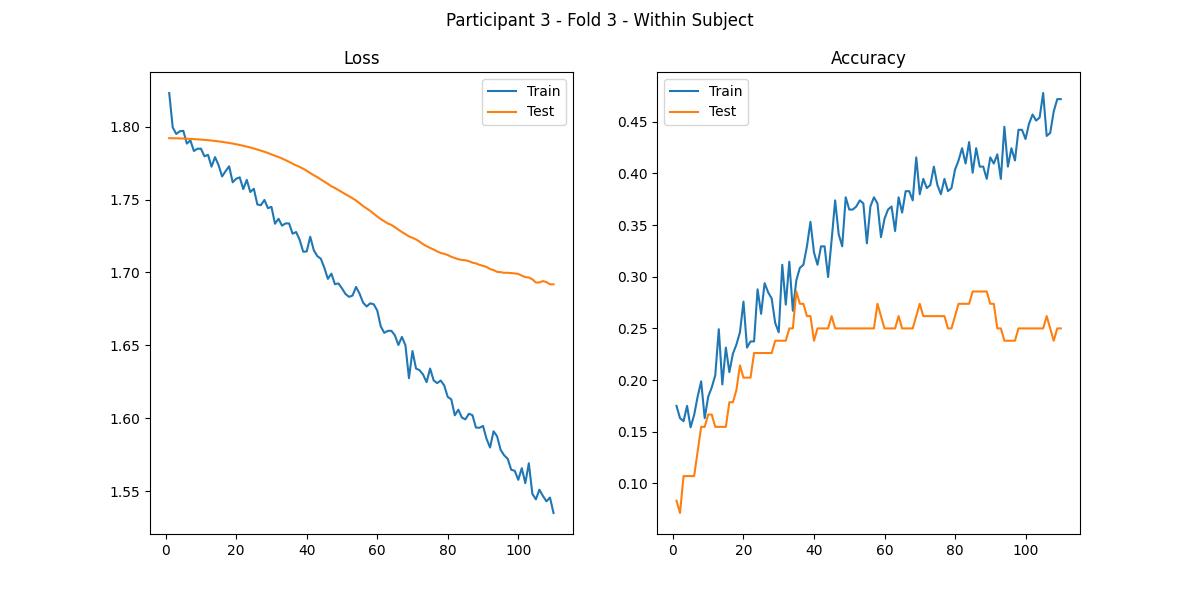 Participant 3 - Fold 3 - Within Subject
Loss
Train
Test
1.80
1.75
1.70
1.65
1.60
1.55
0 20 40 60 80 100
Accuracy
Train
Test
0.45
0.40
0.35
0.30
0.25
0.20
0.15
0.10
0 20 40 60 80 100